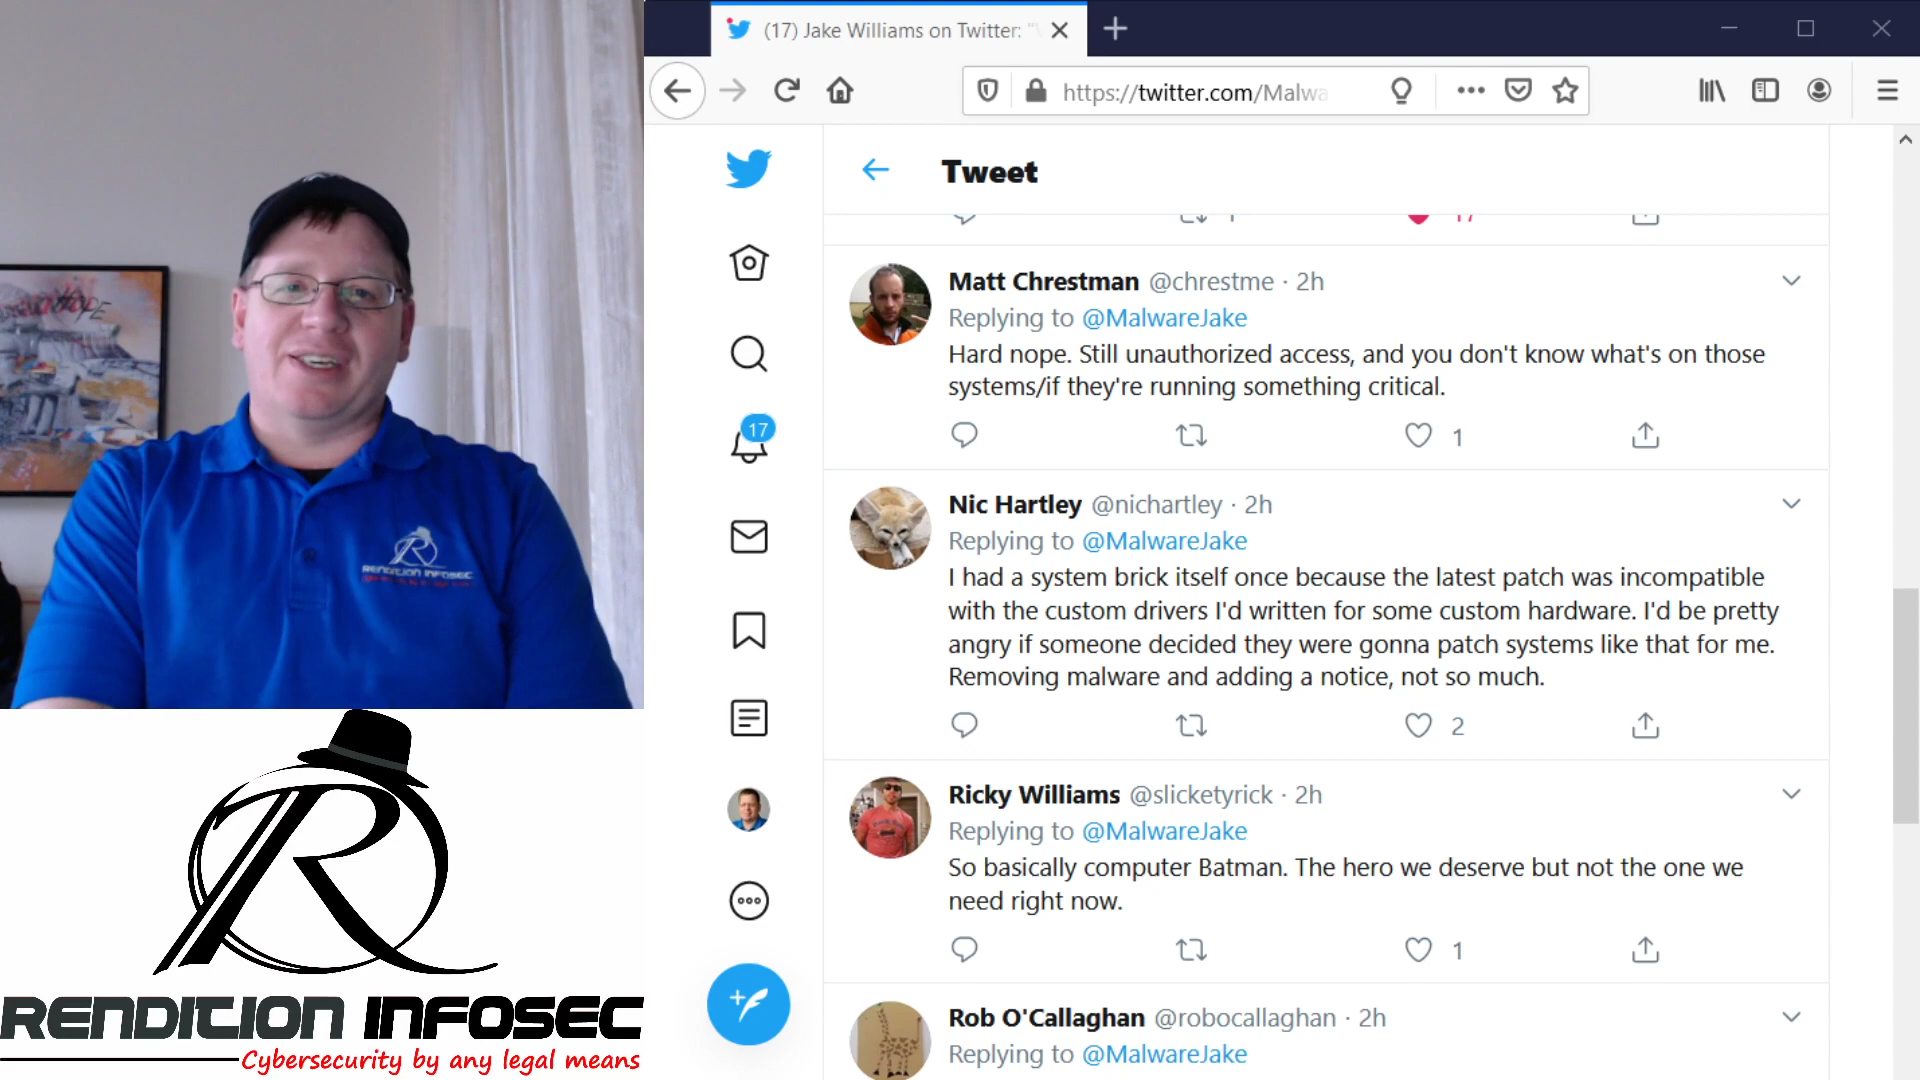 (17) Jake Williams on Twitter: "
https://twitter.com/Malwa
Tweet
1
17
Matt Chrestman @chrestme · 2h
Replying to @MalwareJake
Hard nope. Still unauthorized access, and you don't know what's on those
systems/if they're running something critical.
1
17
Nic Hartley @nichartley · 2h
Replying to @MalwareJake
I had a system brick itself once because the latest patch was incompatible
with the custom drivers I'd written for some custom hardware. I'd be pretty
angry if someone decided they were gonna patch systems like that for me.
Removing malware and adding a notice, not so much.
2
Ricky Williams @slicketyrick · 2h
Replying to @MalwareJake
So basically computer Batman. The hero we deserve but not the one we
need right now.
1
Rob O'Callaghan @robocallaghan · 2h
Replying to @MalwareJake
HOPE
R
RENDITION INFOSEC
R
RENDITION INFOSEC
Cybersecurity by any legal means